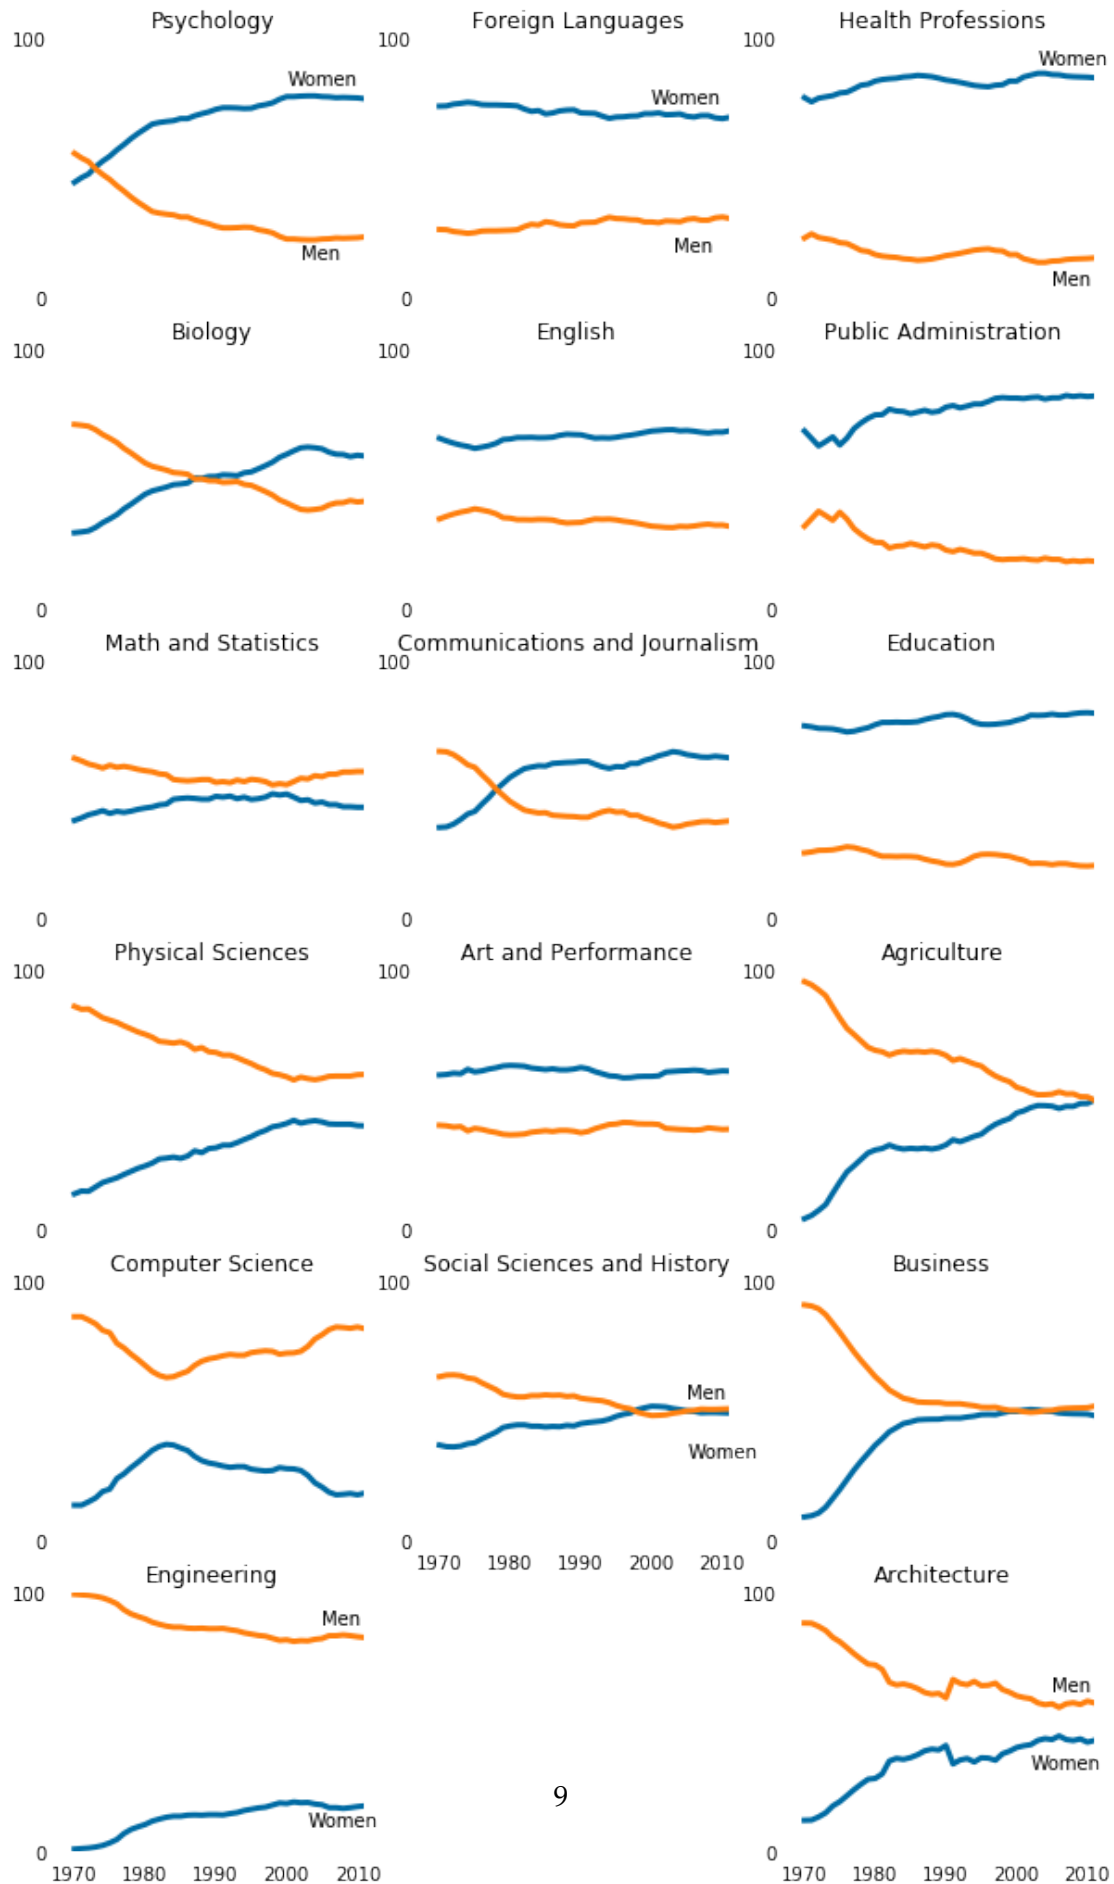 Psychology Foreign Languages Health Professions
100 100 100
Women Women Women
Men Men Men
0 0 0
Biology English Public Administration
100 100 100
0 0 0
Math and Statistics Communications and Journalism Education
100 100 100
0 0 0
Physical Sciences Art and Performance Agriculture
100 100 100
0 0 0
Computer Science Social Sciences and History Business
100 100 100
Men
Women
0 0 0
1970 1980 1990 2000 2010
Engineering Architecture
100 100
Men Men
Women Women
9
0 0
1970 1980 1990 2000 2010 1970 1980 1990 2000 2010